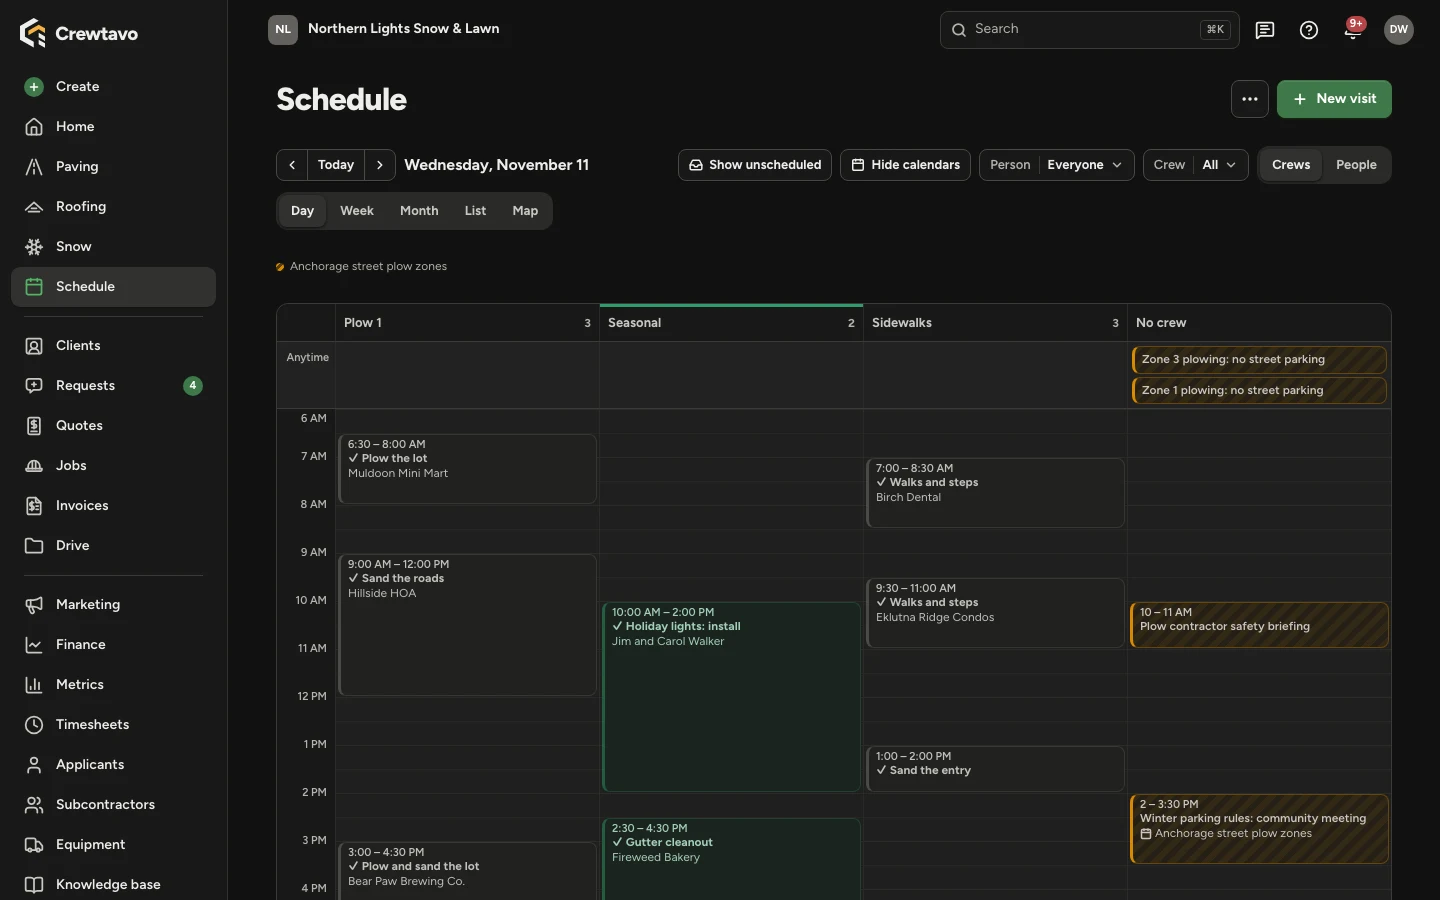 Crewtavo
NL
Northern Lights Snow & Lawn
Search
⌘K
9+
DW
Create
Home
Paving
Roofing
Snow
Schedule
Clients
Requests
4
Quotes
Jobs
Invoices
Drive
Marketing
Finance
Metrics
Timesheets
Applicants
Subcontractors
Equipment
Knowledge base
Schedule
New visit
Today
Wednesday, November 11
Show unscheduled
Hide calendars
Person
Everyone
Crew
All
Crews
People
Day
Week
Month
List
Map
Anchorage street plow zones
Plow 1
3
Seasonal
2
Sidewalks
3
No crew
Anytime
Zone 3 plowing: no street parking
Zone 1 plowing: no street parking
6 AM
7 AM
8 AM
9 AM
10 AM
11 AM
12 PM
1 PM
2 PM
3 PM
4 PM
6:30 – 8:00 AM
✓ Plow the lot
Muldoon Mini Mart
9:00 AM – 12:00 PM
✓ Sand the roads
Hillside HOA
3:00 – 4:30 PM
✓ Plow and sand the lot
Bear Paw Brewing Co.
10:00 AM – 2:00 PM
✓ Holiday lights: install
Jim and Carol Walker
2:30 – 4:30 PM
✓ Gutter cleanout
Fireweed Bakery
7:00 – 8:30 AM
✓ Walks and steps
Birch Dental
9:30 – 11:00 AM
✓ Walks and steps
Eklutna Ridge Condos
1:00 – 2:00 PM
✓ Sand the entry
10 – 11 AM
Plow contractor safety briefing
2 – 3:30 PM
Winter parking rules: community meeting
Anchorage street plow zones